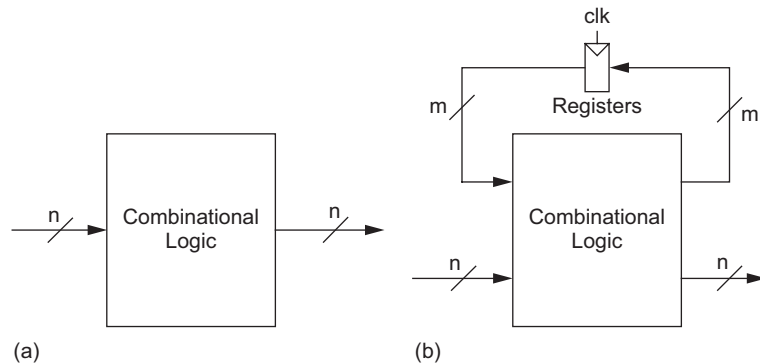 n
Combinational
Logic
n
(a)
clk
Registers
m
m
n
Combinational
Logic
n
(b)